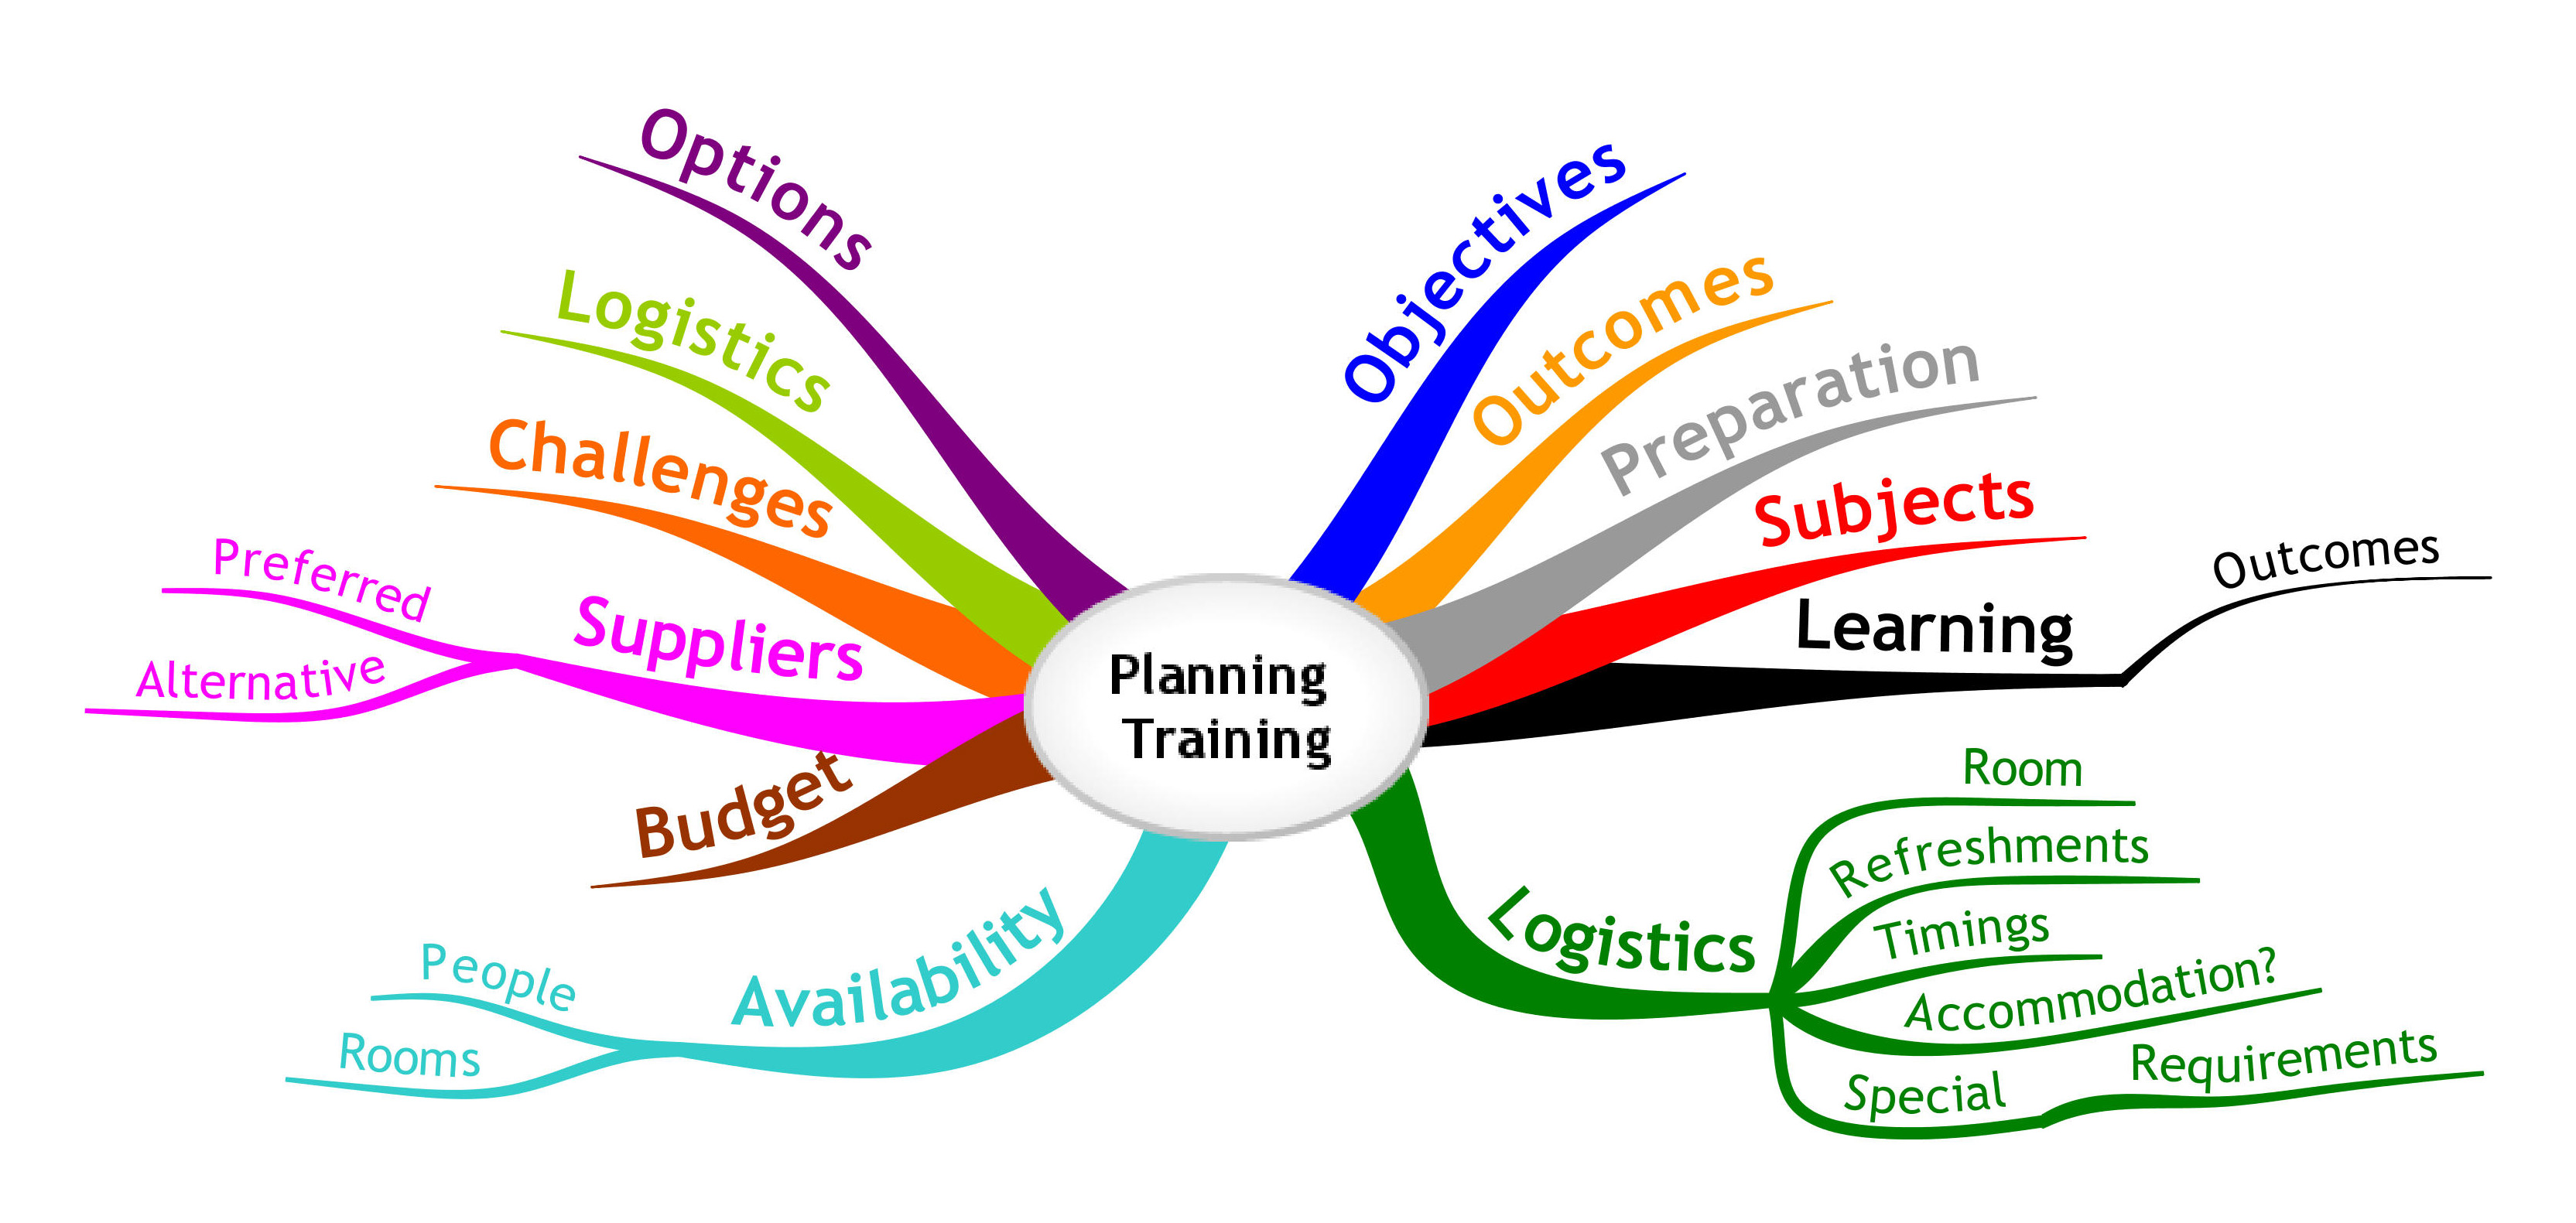 Planning
Training
Objectives
Outcomes
Preparation
Subjects
Learning
Outcomes
Logistics
Room
Refreshments
Timings
Accommodation?
Special
Requirements
Availability
People
Rooms
Budget
Suppliers
Preferred
Alternative
Challenges
Logistics
Options